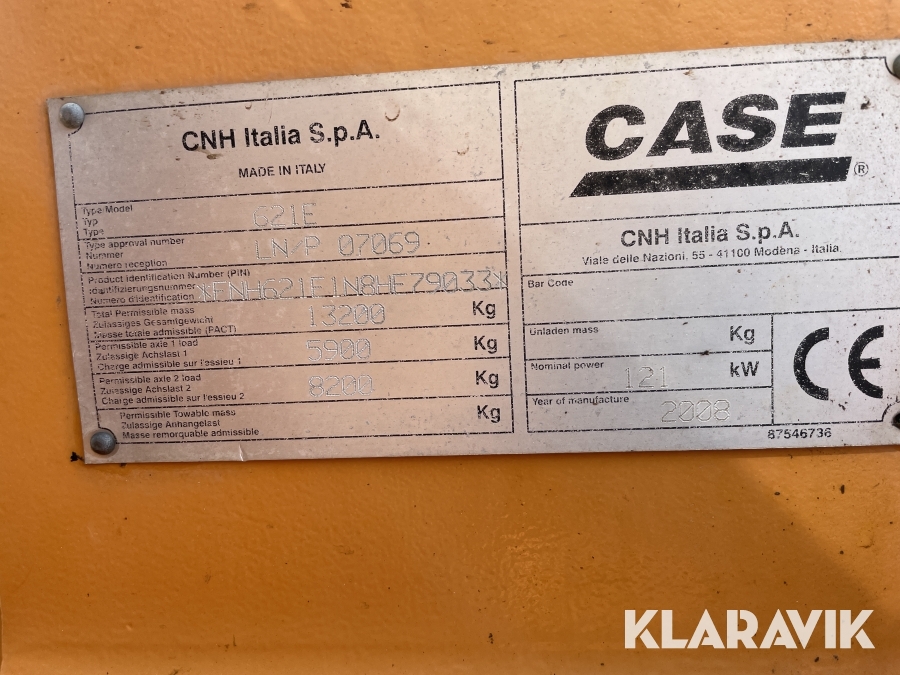 CNH Italia S.p.A.
MADE IN ITALY
Type/Model
Typ
Type
621E
Type approval number
Nummer
Numero reception
LN/P 07069
Product Identification Number (PIN)
Identifizierungsnummer
Numero d'identification
*FNH621E1N8HE79033*
Total Permissible mass
Zulassiges Gesamtgewicht
Masse totale admissible (PACT)
13200 Kg
Permissible axle 1 load
Zulassige Achslast 1
Charge admissible sur l'essieu 1
5900 Kg
Permissible axle 2 load
Zulassige Achslast 2
Charge admissible sur l'essieu 2
8200 Kg
Permissible Towable mass
Zulassige Anhangelast
Masse remorquable admissible
Kg
CASE
®
CNH Italia S.p.A.
Viale delle Nazioni, 55 - 41100 Modena - Italia.
Bar Code
Unladen mass Kg
Nominal power 121 kW
Year of manufacture 2008
CE
87546736
KLARAVIK